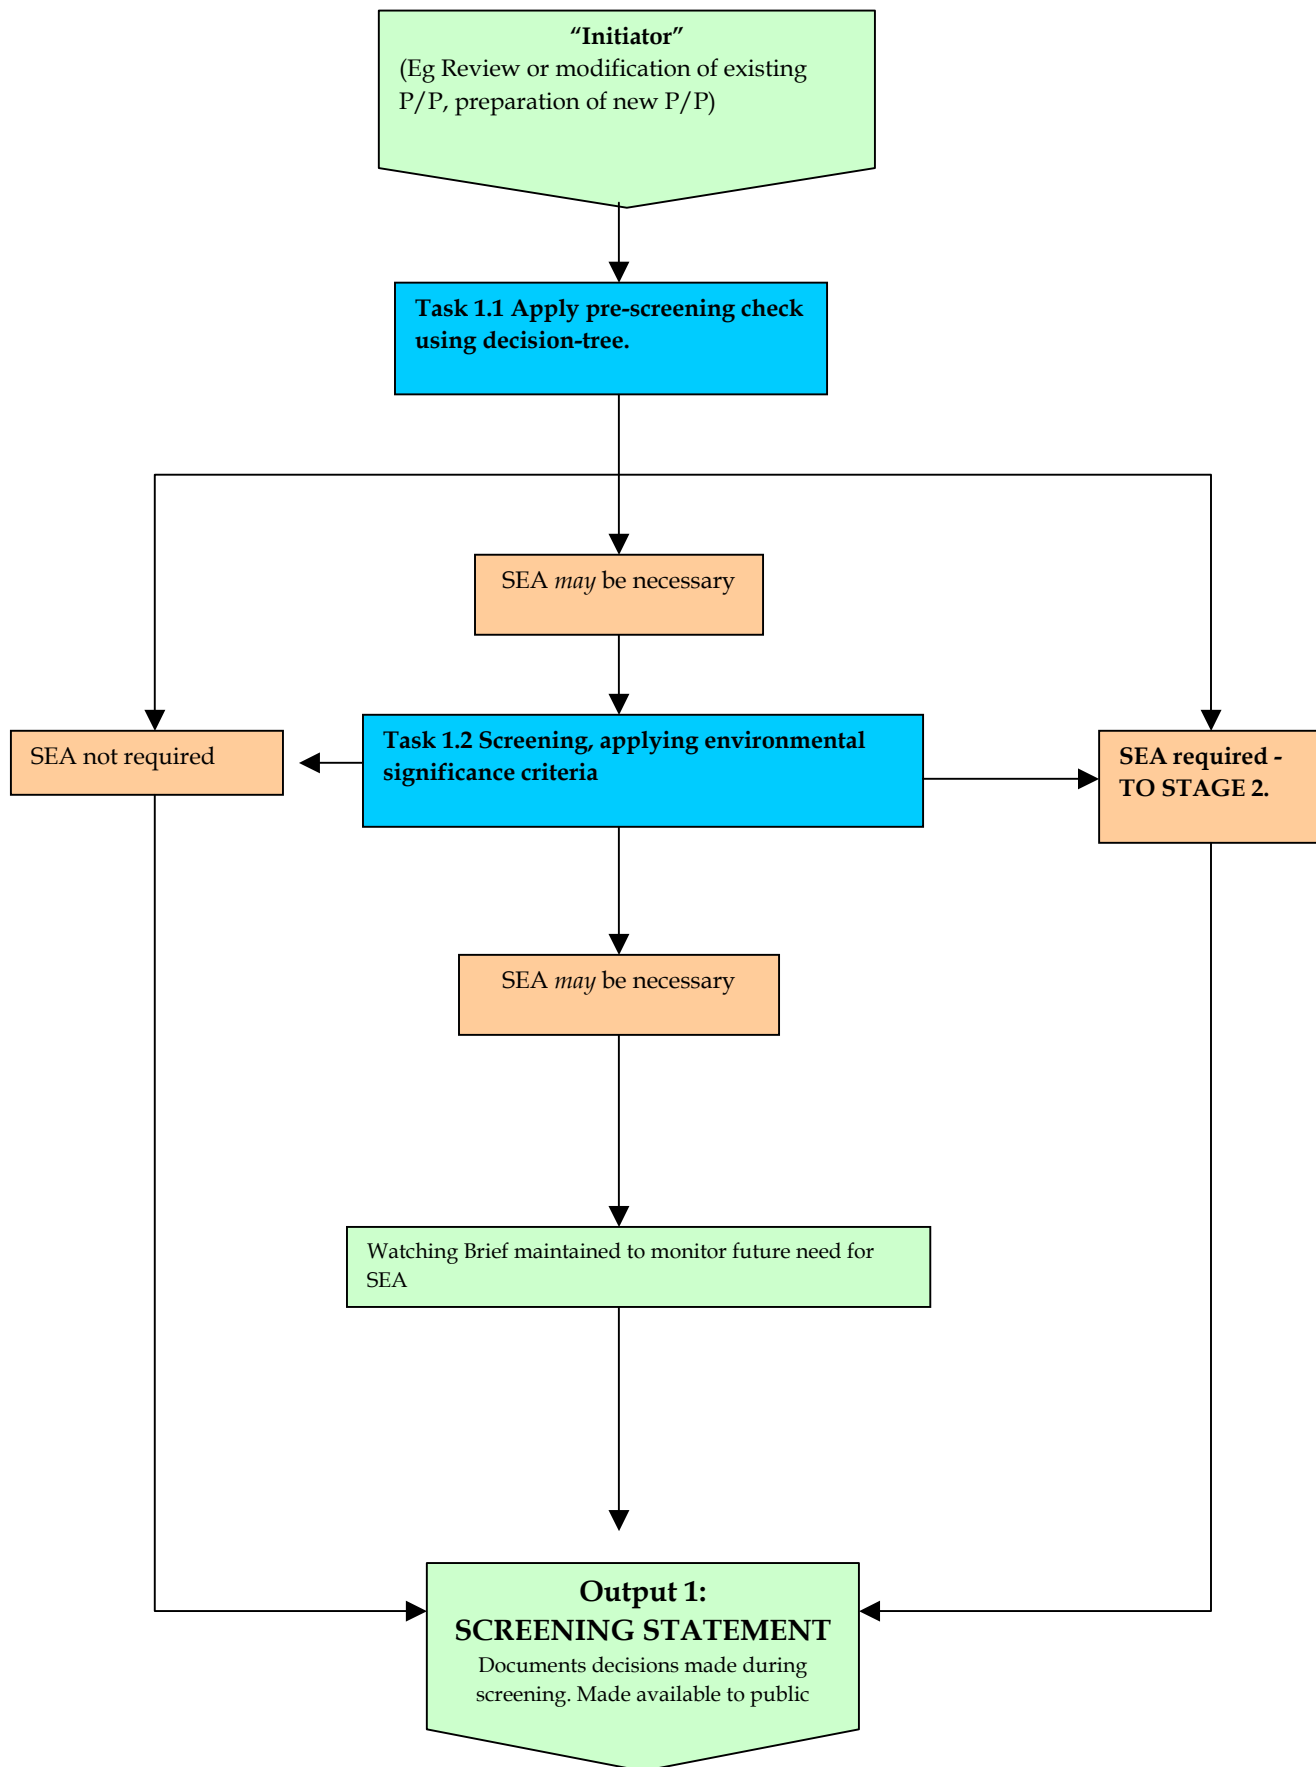 “Initiator”
(Eg Review or modification of existing
P/P, preparation of new P/P)
Task 1.1 Apply pre-screening check
using decision-tree.
SEA may be necessary
SEA not required
Task 1.2 Screening, applying environmental
significance criteria
SEA required -
TO STAGE 2.
SEA may be necessary
Watching Brief maintained to monitor future need for
SEA
Output 1:
SCREENING STATEMENT
Documents decisions made during
screening. Made available to public